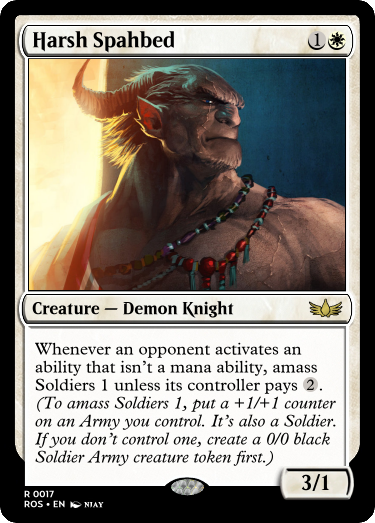 Harsh Spahbed 1
Creature — Demon Knight
Whenever an opponent activates an
ability that isn't a mana ability, amass
Soldiers 1 unless its controller pays 2.
(To amass Soldiers 1, put a +1/+1 counter
on an Army you control. It's also a Soldier.
If you don't control one, create a 0/0 black
Soldier Army creature token first.)
3/1
R 0017
ROS • EN NJAY